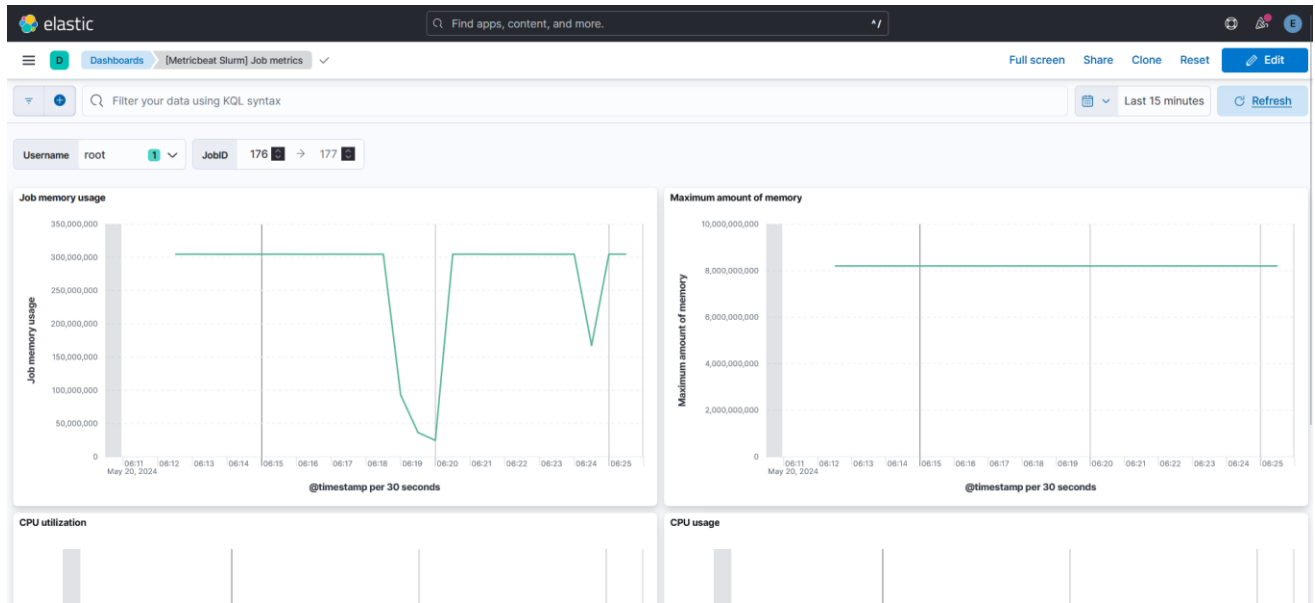 elastic
Find apps, content, and more.
^/
E
D
Dashboards
[Metricbeat Slurm] Job metrics
Full screen
Share
Clone
Reset
Edit
Filter your data using KQL syntax
Last 15 minutes
Refresh
Username root 1
JobID 176 → 177
Job memory usage
Job memory usage
350,000,000
300,000,000
250,000,000
200,000,000
150,000,000
100,000,000
50,000,000
0
06:11 06:12 06:13 06:14 06:15 06:16 06:17 06:18 06:19 06:20 06:21 06:22 06:23 06:24 06:25
May 20, 2024
@timestamp per 30 seconds
Maximum amount of memory
Maximum amount of memory
10,000,000,000
8,000,000,000
6,000,000,000
4,000,000,000
2,000,000,000
0
06:11 06:12 06:13 06:14 06:15 06:16 06:17 06:18 06:19 06:20 06:21 06:22 06:23 06:24 06:25
May 20, 2024
@timestamp per 30 seconds
CPU utilization
CPU usage